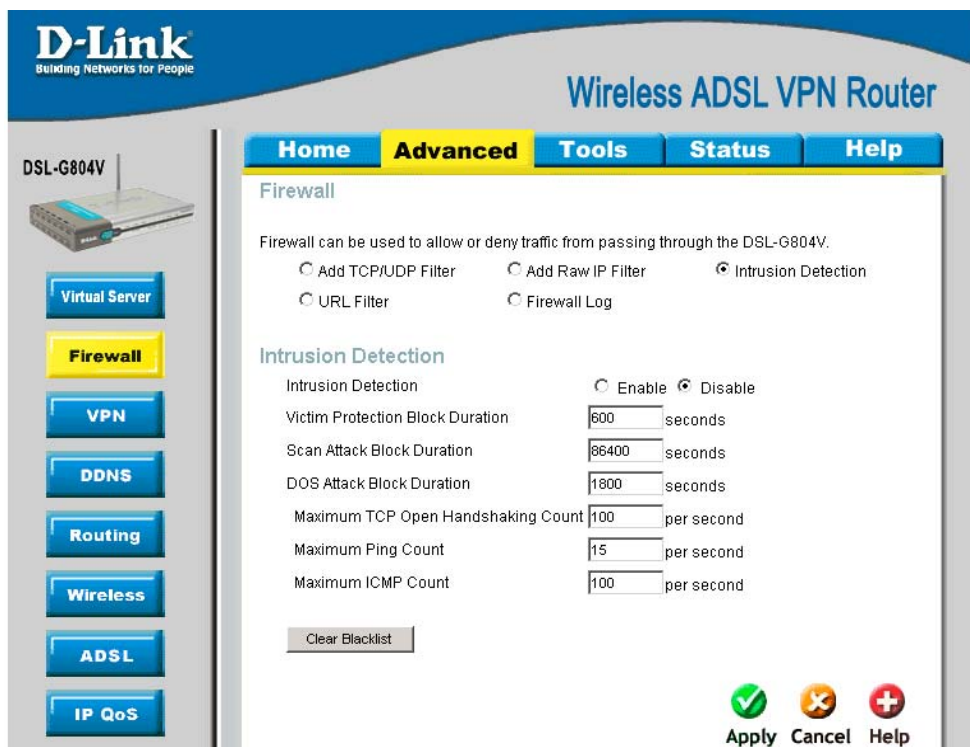 D-Link
Building Networks for People
Wireless ADSL VPN Router
DSL-G804V
Home Advanced Tools Status Help
Firewall
Firewall can be used to allow or deny traffic from passing through the DSL-G804V.
Add TCP/UDP Filter Add Raw IP Filter Intrusion Detection
URL Filter Firewall Log
Intrusion Detection
Intrusion Detection Enable Disable
Victim Protection Block Duration 600 seconds
Scan Attack Block Duration 86400 seconds
DOS Attack Block Duration 1800 seconds
Maximum TCP Open Handshaking Count 100 per second
Maximum Ping Count 15 per second
Maximum ICMP Count 100 per second
Clear Blacklist
Apply Cancel Help
Virtual Server
Firewall
VPN
DDNS
Routing
Wireless
ADSL
IP QoS